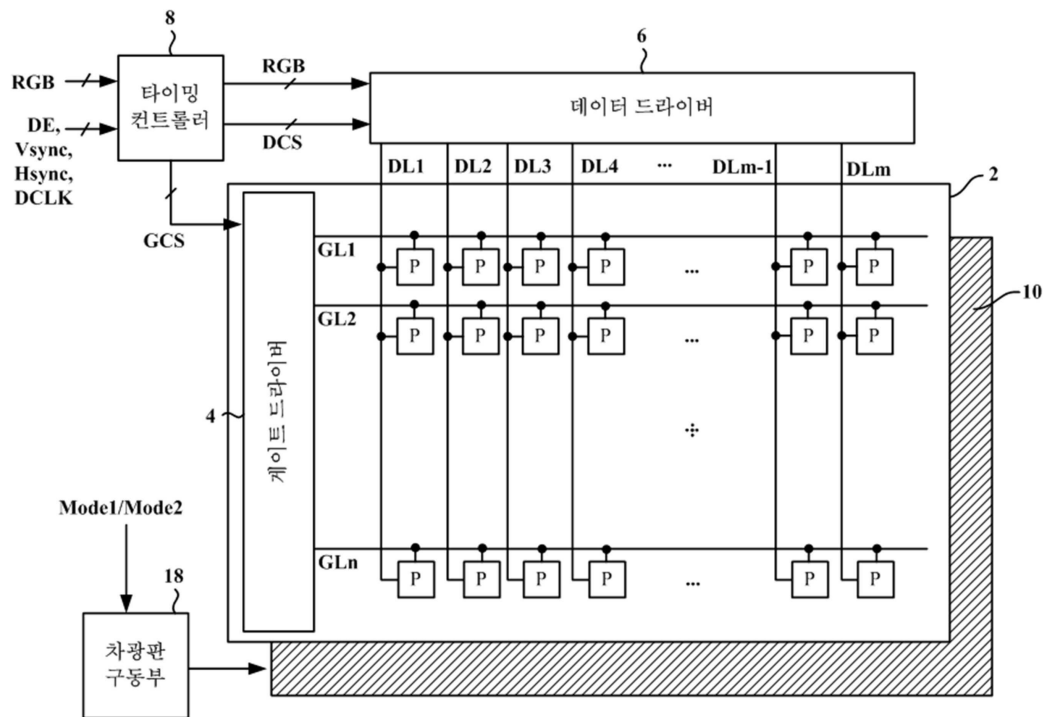 8
6
RGB
타이밍
컨트롤러
RGB
데이터 드라이버
DE,
Vsync,
Hsync,
DCLK
DCS
DL1 DL2 DL3 DL4 ... DLm-1 DLm
2
GCS
GL1
P P P P ... P P
10
GL2
P P P P ... P P
4
게이트 드라이버
Mode1/Mode2
GLn
P P P P ... P P
18
차광판
구동부